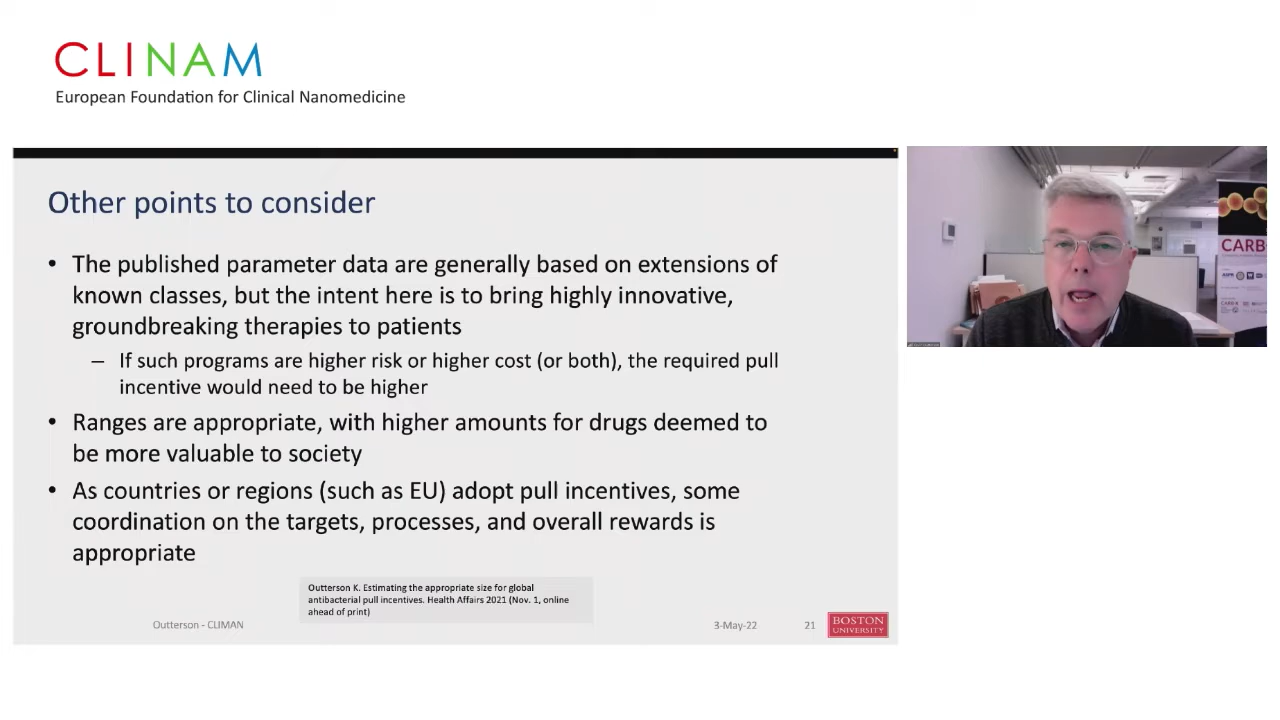 CLINAM
European Foundation for Clinical Nanomedicine
Other points to consider
• The published parameter data are generally based on extensions of
known classes, but the intent here is to bring highly innovative,
groundbreaking therapies to patients
– If such programs are higher risk or higher cost (or both), the required pull
incentive would need to be higher
• Ranges are appropriate, with higher amounts for drugs deemed to
be more valuable to society
• As countries or regions (such as EU) adopt pull incentives, some
coordination on the targets, processes, and overall rewards is
appropriate
Outterson K. Estimating the appropriate size for global
antibacterial pull incentives. Health Affairs 2021 (Nov. 1, online
ahead of print)
Outterson - CLIMAN
3-May-22
21
BOSTON
UNIVERSITY
CARB